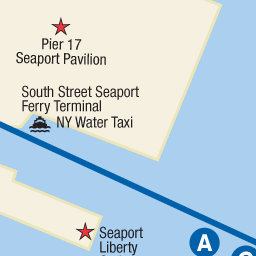 Pier 17
Seaport Pavilion
South Street Seaport
Ferry Terminal
NY Water Taxi
Seaport
Liberty
A